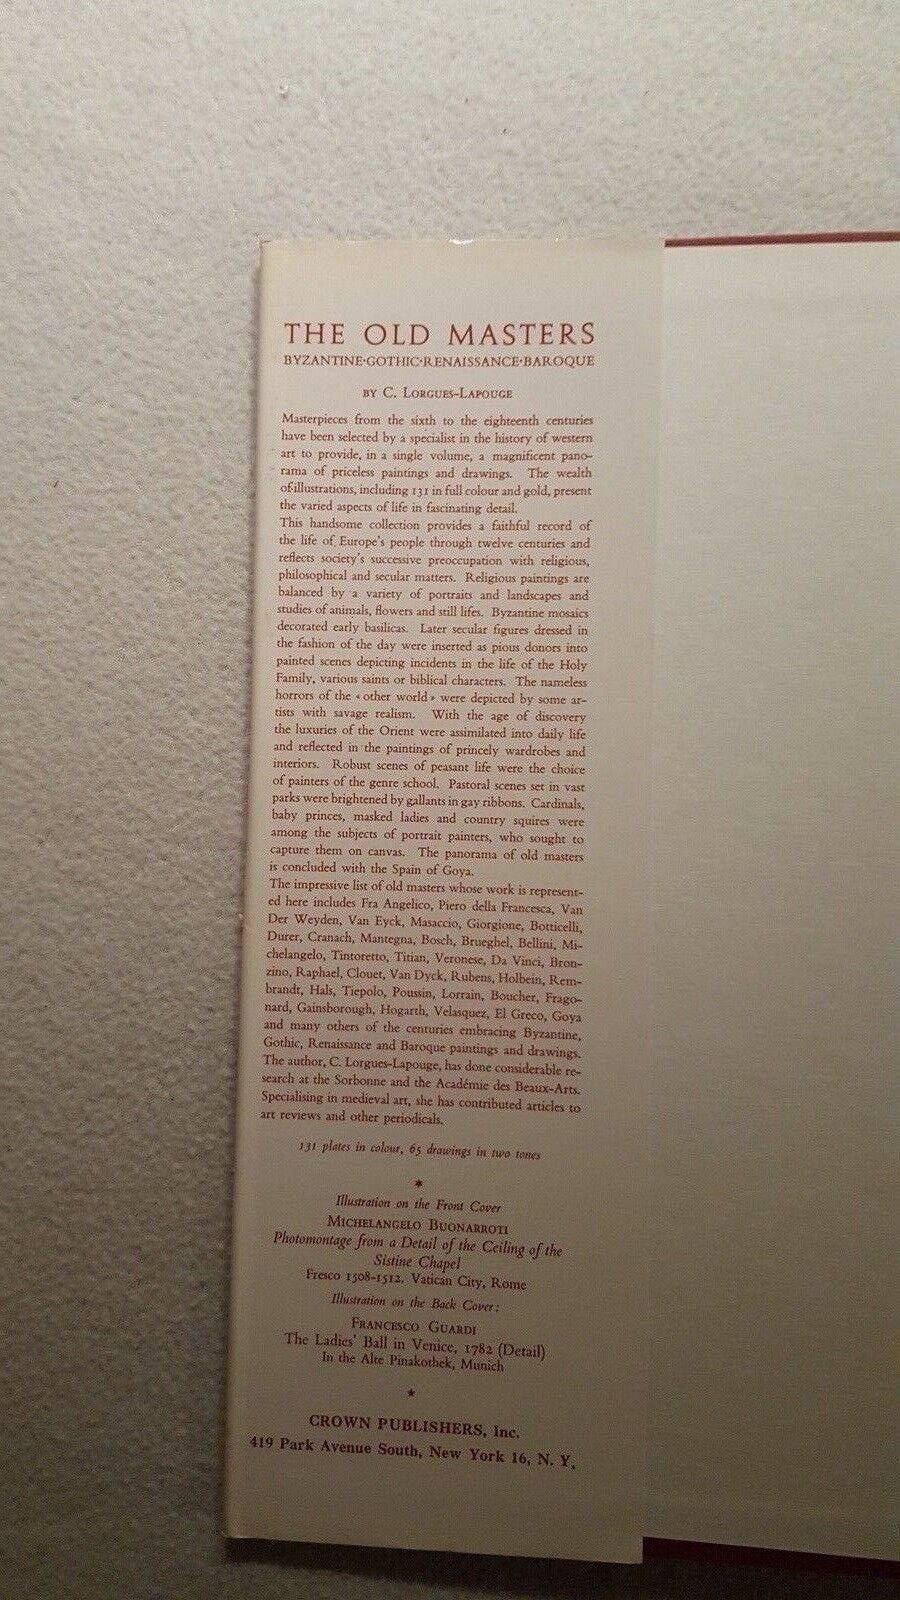 THE OLD MASTERS
BYZANTINE·GOTHIC·RENAISSANCE·BAROQUE
BY C. LORGUES-LAPOUGE
Masterpieces from the sixth to the eighteenth centuries
have been selected by a specialist in the history of western
art to provide, in a single volume, a magnificent pano-
rama of priceless paintings and drawings. The wealth
of illustrations, including 131 in full colour and gold, present
the varied aspects of life in fascinating detail.
This handsome collection provides a faithful record of
the life of Europe's people through twelve centuries and
reflects society's successive preoccupation with religious,
philosophical and secular matters. Religious paintings are
balanced by a variety of portraits and landscapes and
studies of animals, flowers and still lifes. Byzantine mosaics
decorated early basilicas. Later secular figures dressed in
the fashion of the day were inserted as pious donors into
painted scenes depicting incidents in the life of the Holy
Family, various saints or biblical characters. The nameless
horrors of the « other world » were depicted by some ar-
tists with savage realism. With the age of discovery
the luxuries of the Orient were assimilated into daily life
and reflected in the paintings of princely wardrobes and
interiors. Robust scenes of peasant life were the choice
of painters of the genre school. Pastoral scenes set in vast
parks were brightened by gallants in gay ribbons. Cardinals,
baby princes, masked ladies and country squires were
among the subjects of portrait painters, who sought to
capture them on canvas. The panorama of old masters
is concluded with the Spain of Goya.
The impressive list of old masters whose work is represent-
ed here includes Fra Angelico, Piero della Francesca, Van
Der Weyden, Van Eyck, Masaccio, Giorgione, Botticelli,
Durer, Cranach, Mantegna, Bosch, Brueghel, Bellini, Mi-
chelangelo, Tintoretto, Titian, Veronese, Da Vinci, Bron-
zino, Raphael, Clouet, Van Dyck, Rubens, Holbein, Rem-
brandt, Hals, Tiepolo, Poussin, Lorrain, Boucher, Frago-
nard, Gainsborough, Hogarth, Velasquez, El Greco, Goya
and many others of the centuries embracing Byzantine,
Gothic, Renaissance and Baroque paintings and drawings.
The author, C. Lorgues-Lapouge, has done considerable re-
search at the Sorbonne and the Académie des Beaux-Arts.
Specialising in medieval art, she has contributed articles to
art reviews and other periodicals.
131 plates in colour, 65 drawings in two tones
*
Illustration on the Front Cover
MICHELANGELO BUONARROTI
Photomontage from a Detail of the Ceiling of the
Sistine Chapel
Fresco 1508-1512. Vatican City, Rome
Illustration on the Back Cover:
FRANCESCO GUARDI
The Ladies' Ball in Venice, 1782 (Detail)
In the Alte Pinakothek, Munich
*
CROWN PUBLISHERS, Inc.
419 Park Avenue South, New York 16, N. Y.